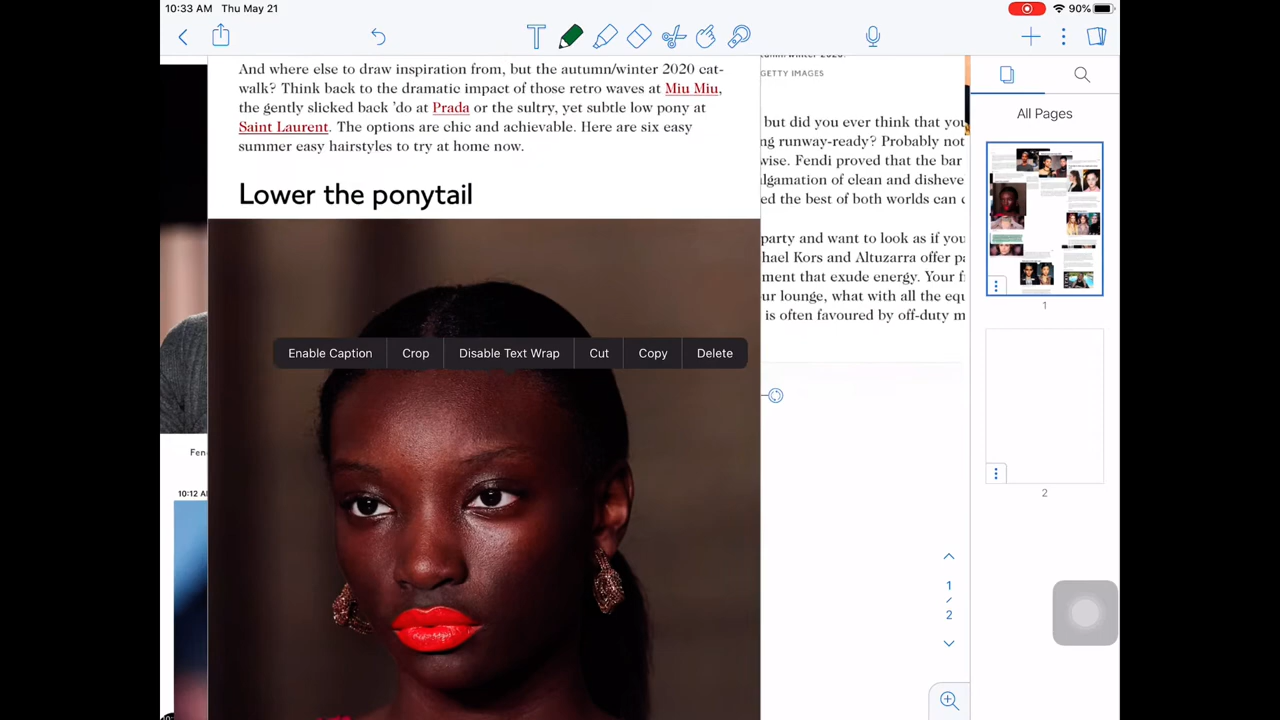 10:33 AM Thu May 21
90%
And where else to draw inspiration from, but the autumn/winter 2020 cat-
walk? Think back to the dramatic impact of those retro waves at Miu Miu,
the gently slicked back 'do at Prada or the sultry, yet subtle low pony at
Saint Laurent. The options are chic and achievable. Here are six easy
summer easy hairstyles to try at home now.
Lower the ponytail
Enable Caption
Crop
Disable Text Wrap
Cut
Copy
Delete
GETTY IMAGES
but did you ever think that you
ng runway-ready? Probably not
wise. Fendi proved that the bar
lgamation of clean and disheve
ed the best of both worlds can c
party and want to look as if you
hael Kors and Altuzarra offer pa
ment that exude energy. Your f
ur lounge, what with all the equ
is often favoured by off-duty m
Fen
10:12 A
All Pages
1
2
1
2